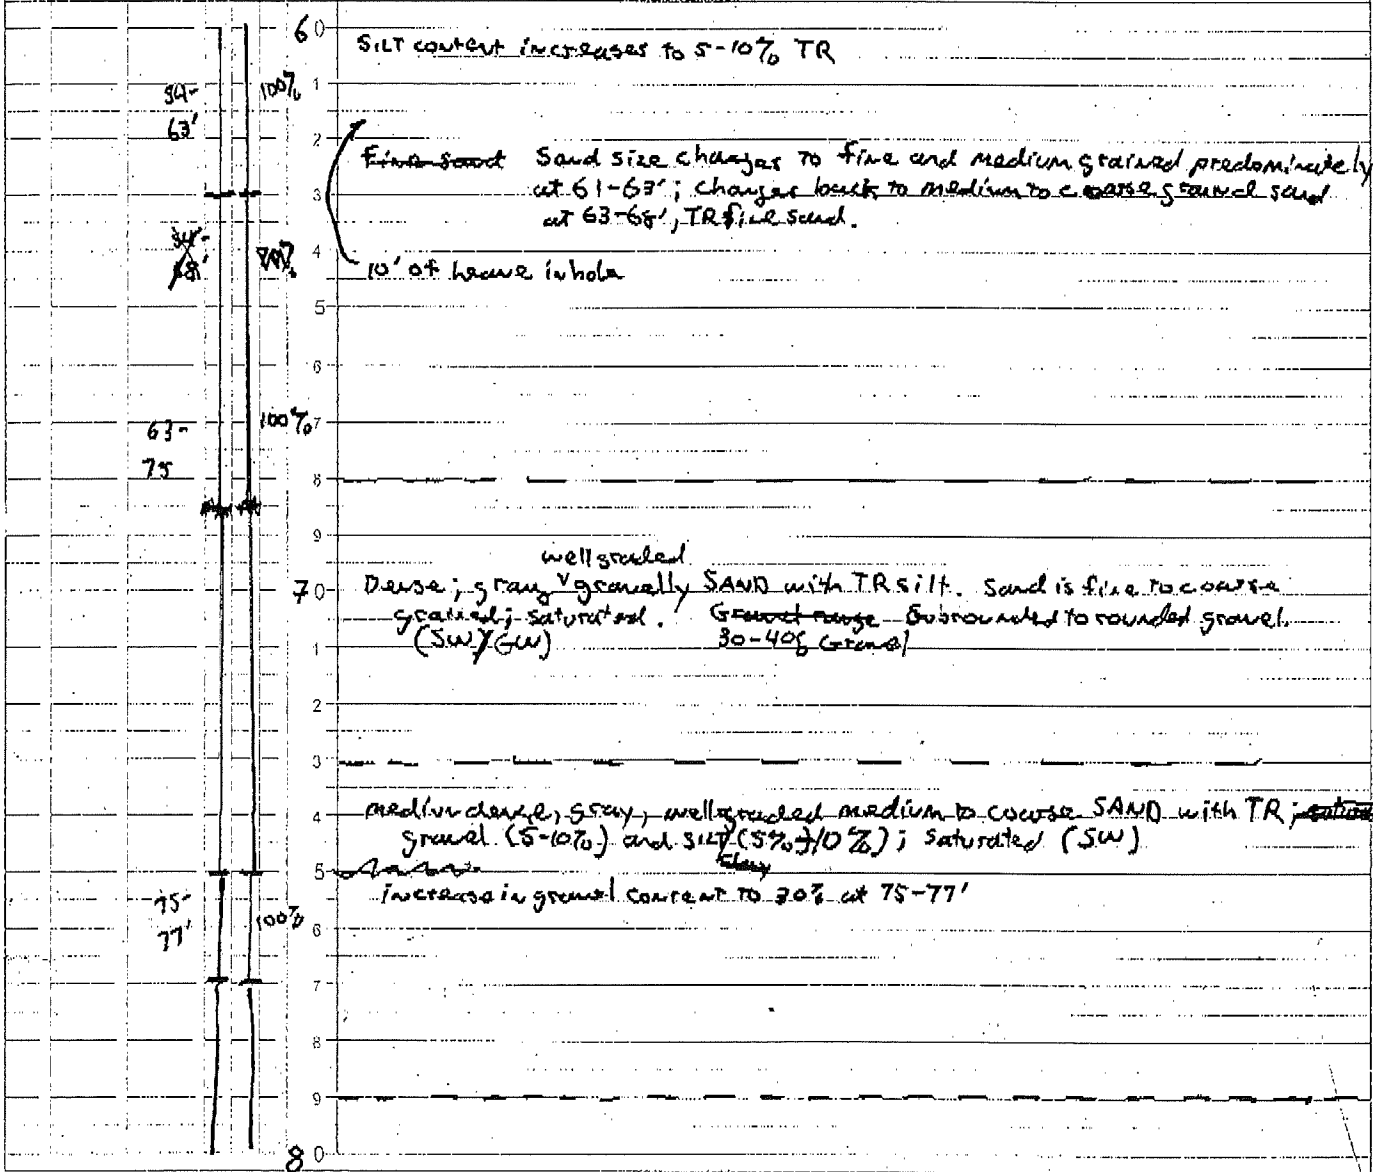 60
SILT content increases to 5-10% TR
54- 100% 1
63' 2
Fine sand Sand size changes to fine and medium grained predominately
at 61-63'; changes back to medium to coarse grained sand
3
at 63-68', TR fine sand.
4
10' of heave in hole
5
6
63- 100% 7
75
8
9
well graded
70 Dense; gray gravelly SAND with TR silt. Sand is fine to coarse
grained; saturated. Gravel range Subrounded to rounded gravel.
(SW)/(GW) 30-40% Gravel
1
2
3
4 medium dense, gray, well graded medium to coarse SAND with TR;
gravel (5-10%) and SILT (5%-10%); saturated (SW)
5
75- increase in gravel content to 30% at 75-77'
77' 100% 6
7
8
9
80